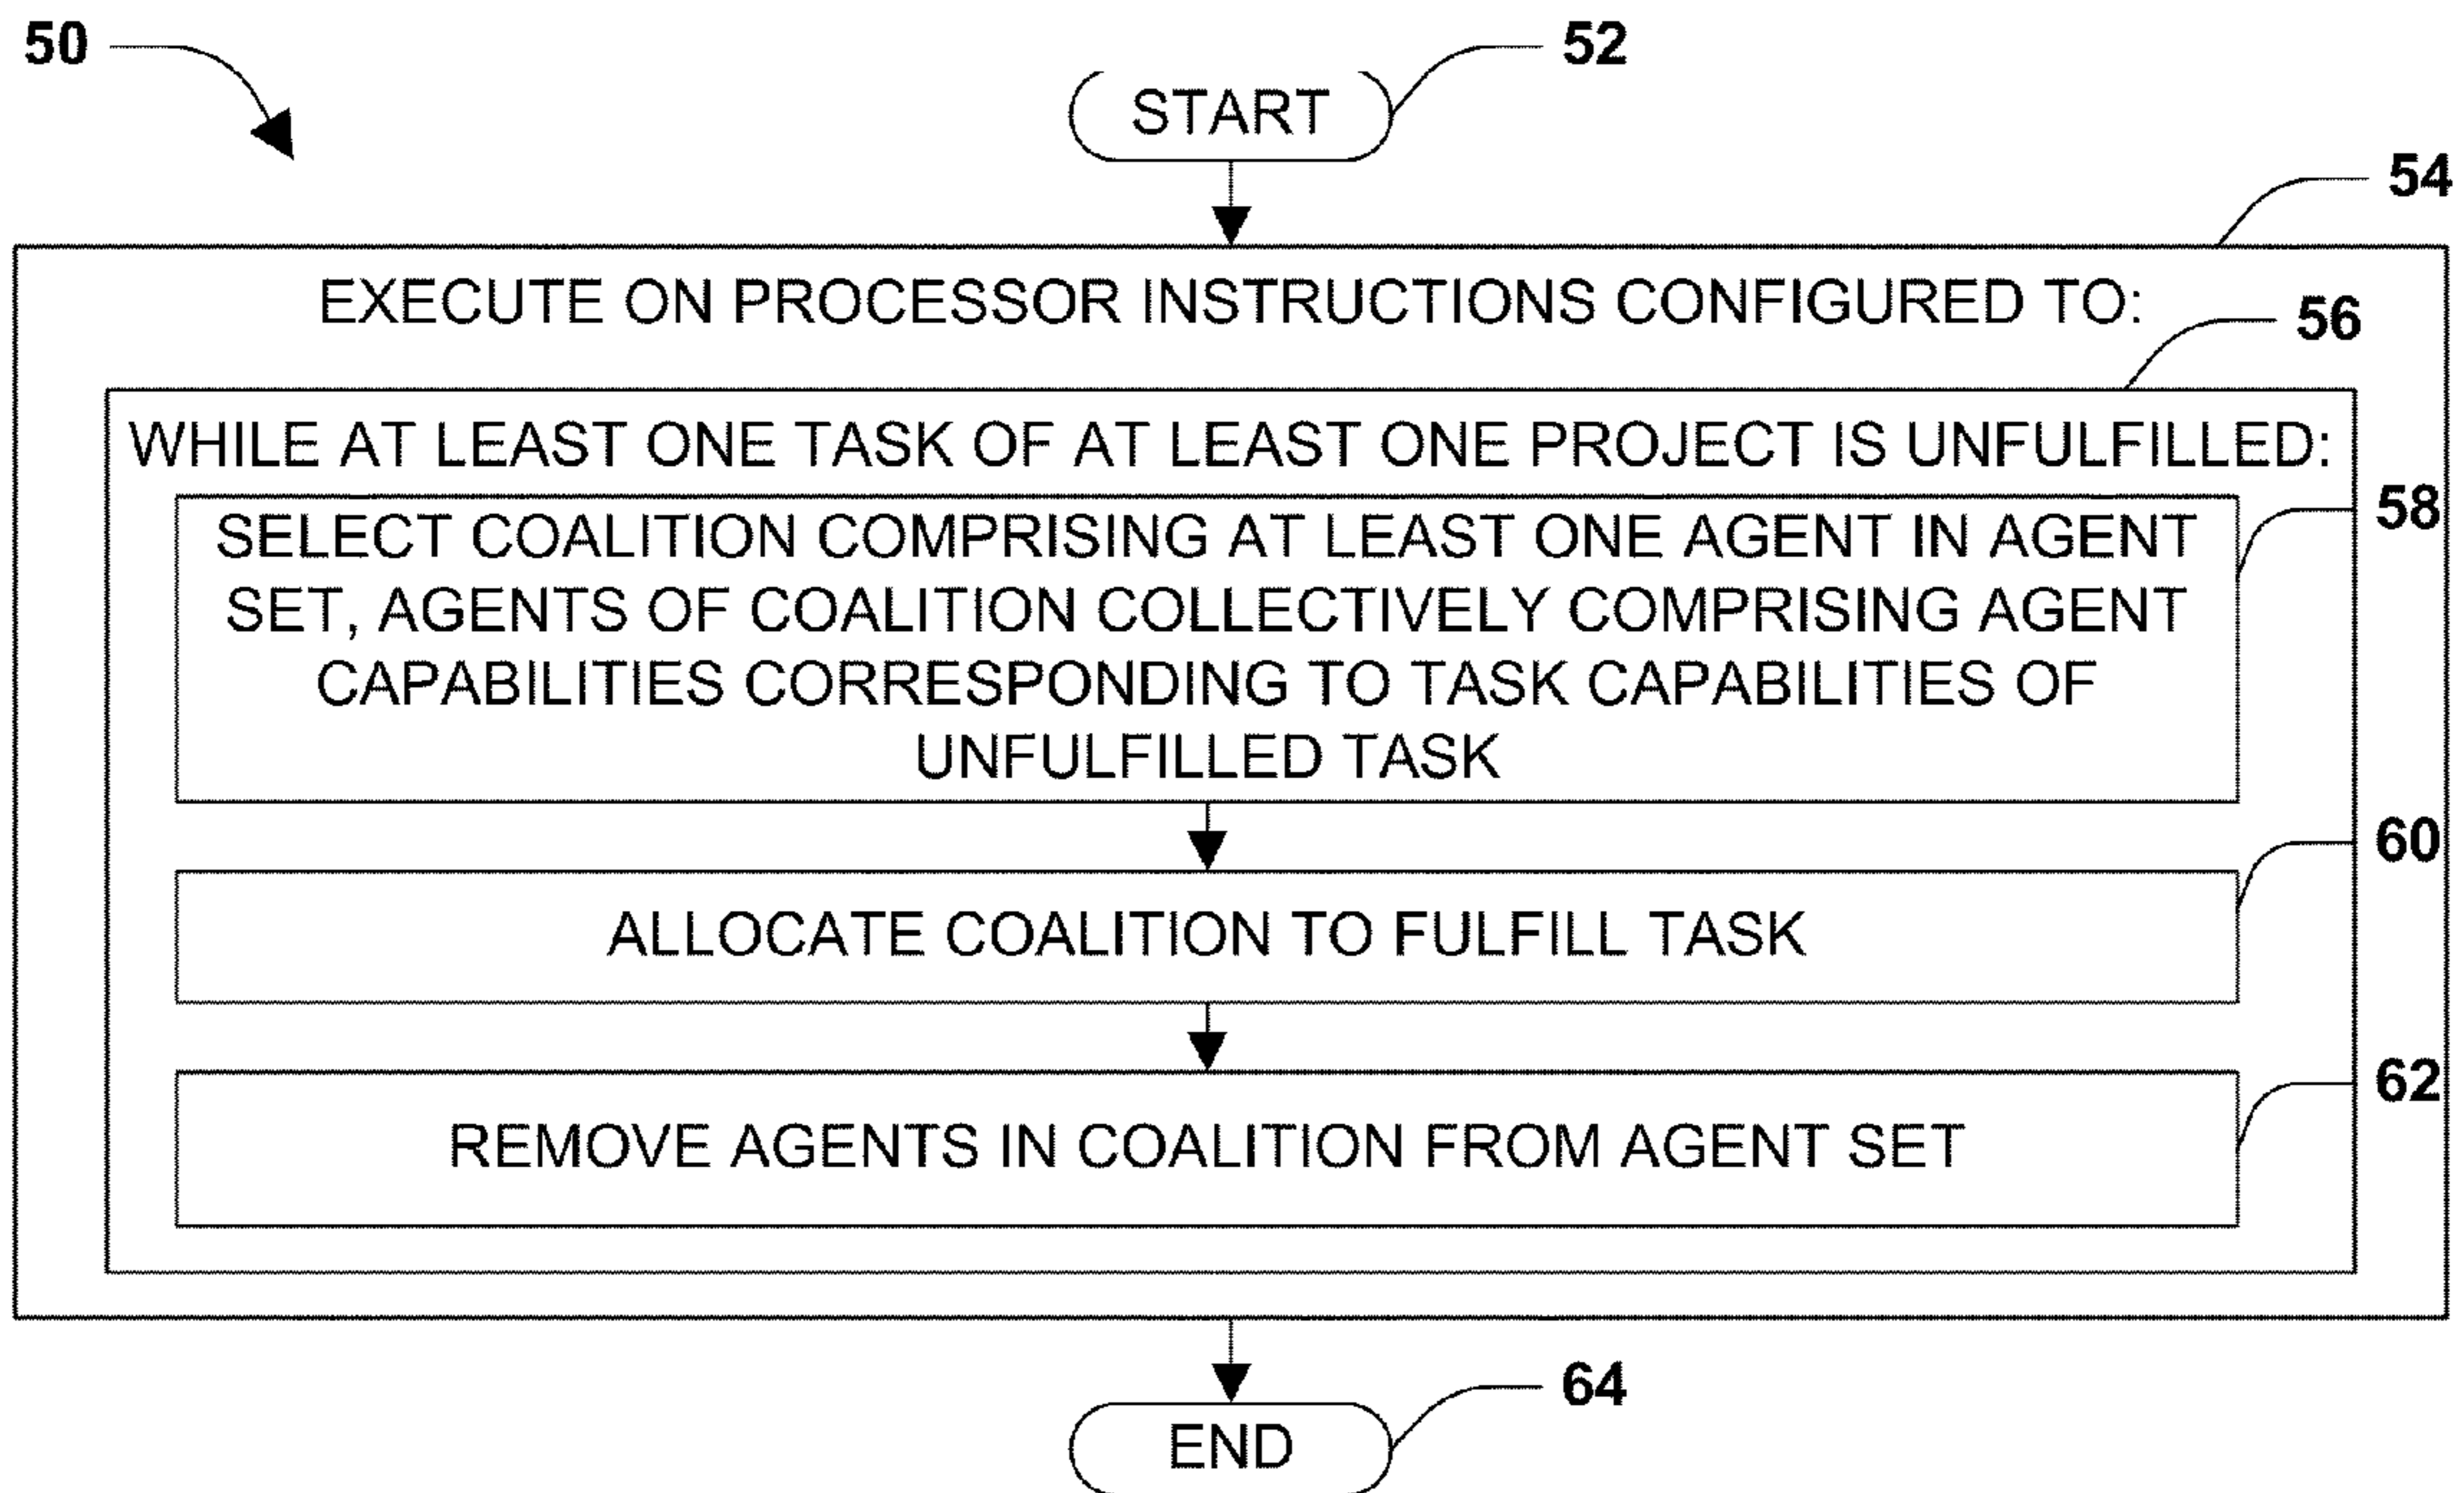 50
52
START
54
EXECUTE ON PROCESSOR INSTRUCTIONS CONFIGURED TO:
56
WHILE AT LEAST ONE TASK OF AT LEAST ONE PROJECT IS UNFULFILLED:
58
SELECT COALITION COMPRISING AT LEAST ONE AGENT IN AGENT
SET, AGENTS OF COALITION COLLECTIVELY COMPRISING AGENT
CAPABILITIES CORRESPONDING TO TASK CAPABILITIES OF
UNFULFILLED TASK
60
ALLOCATE COALITION TO FULFILL TASK
62
REMOVE AGENTS IN COALITION FROM AGENT SET
64
END